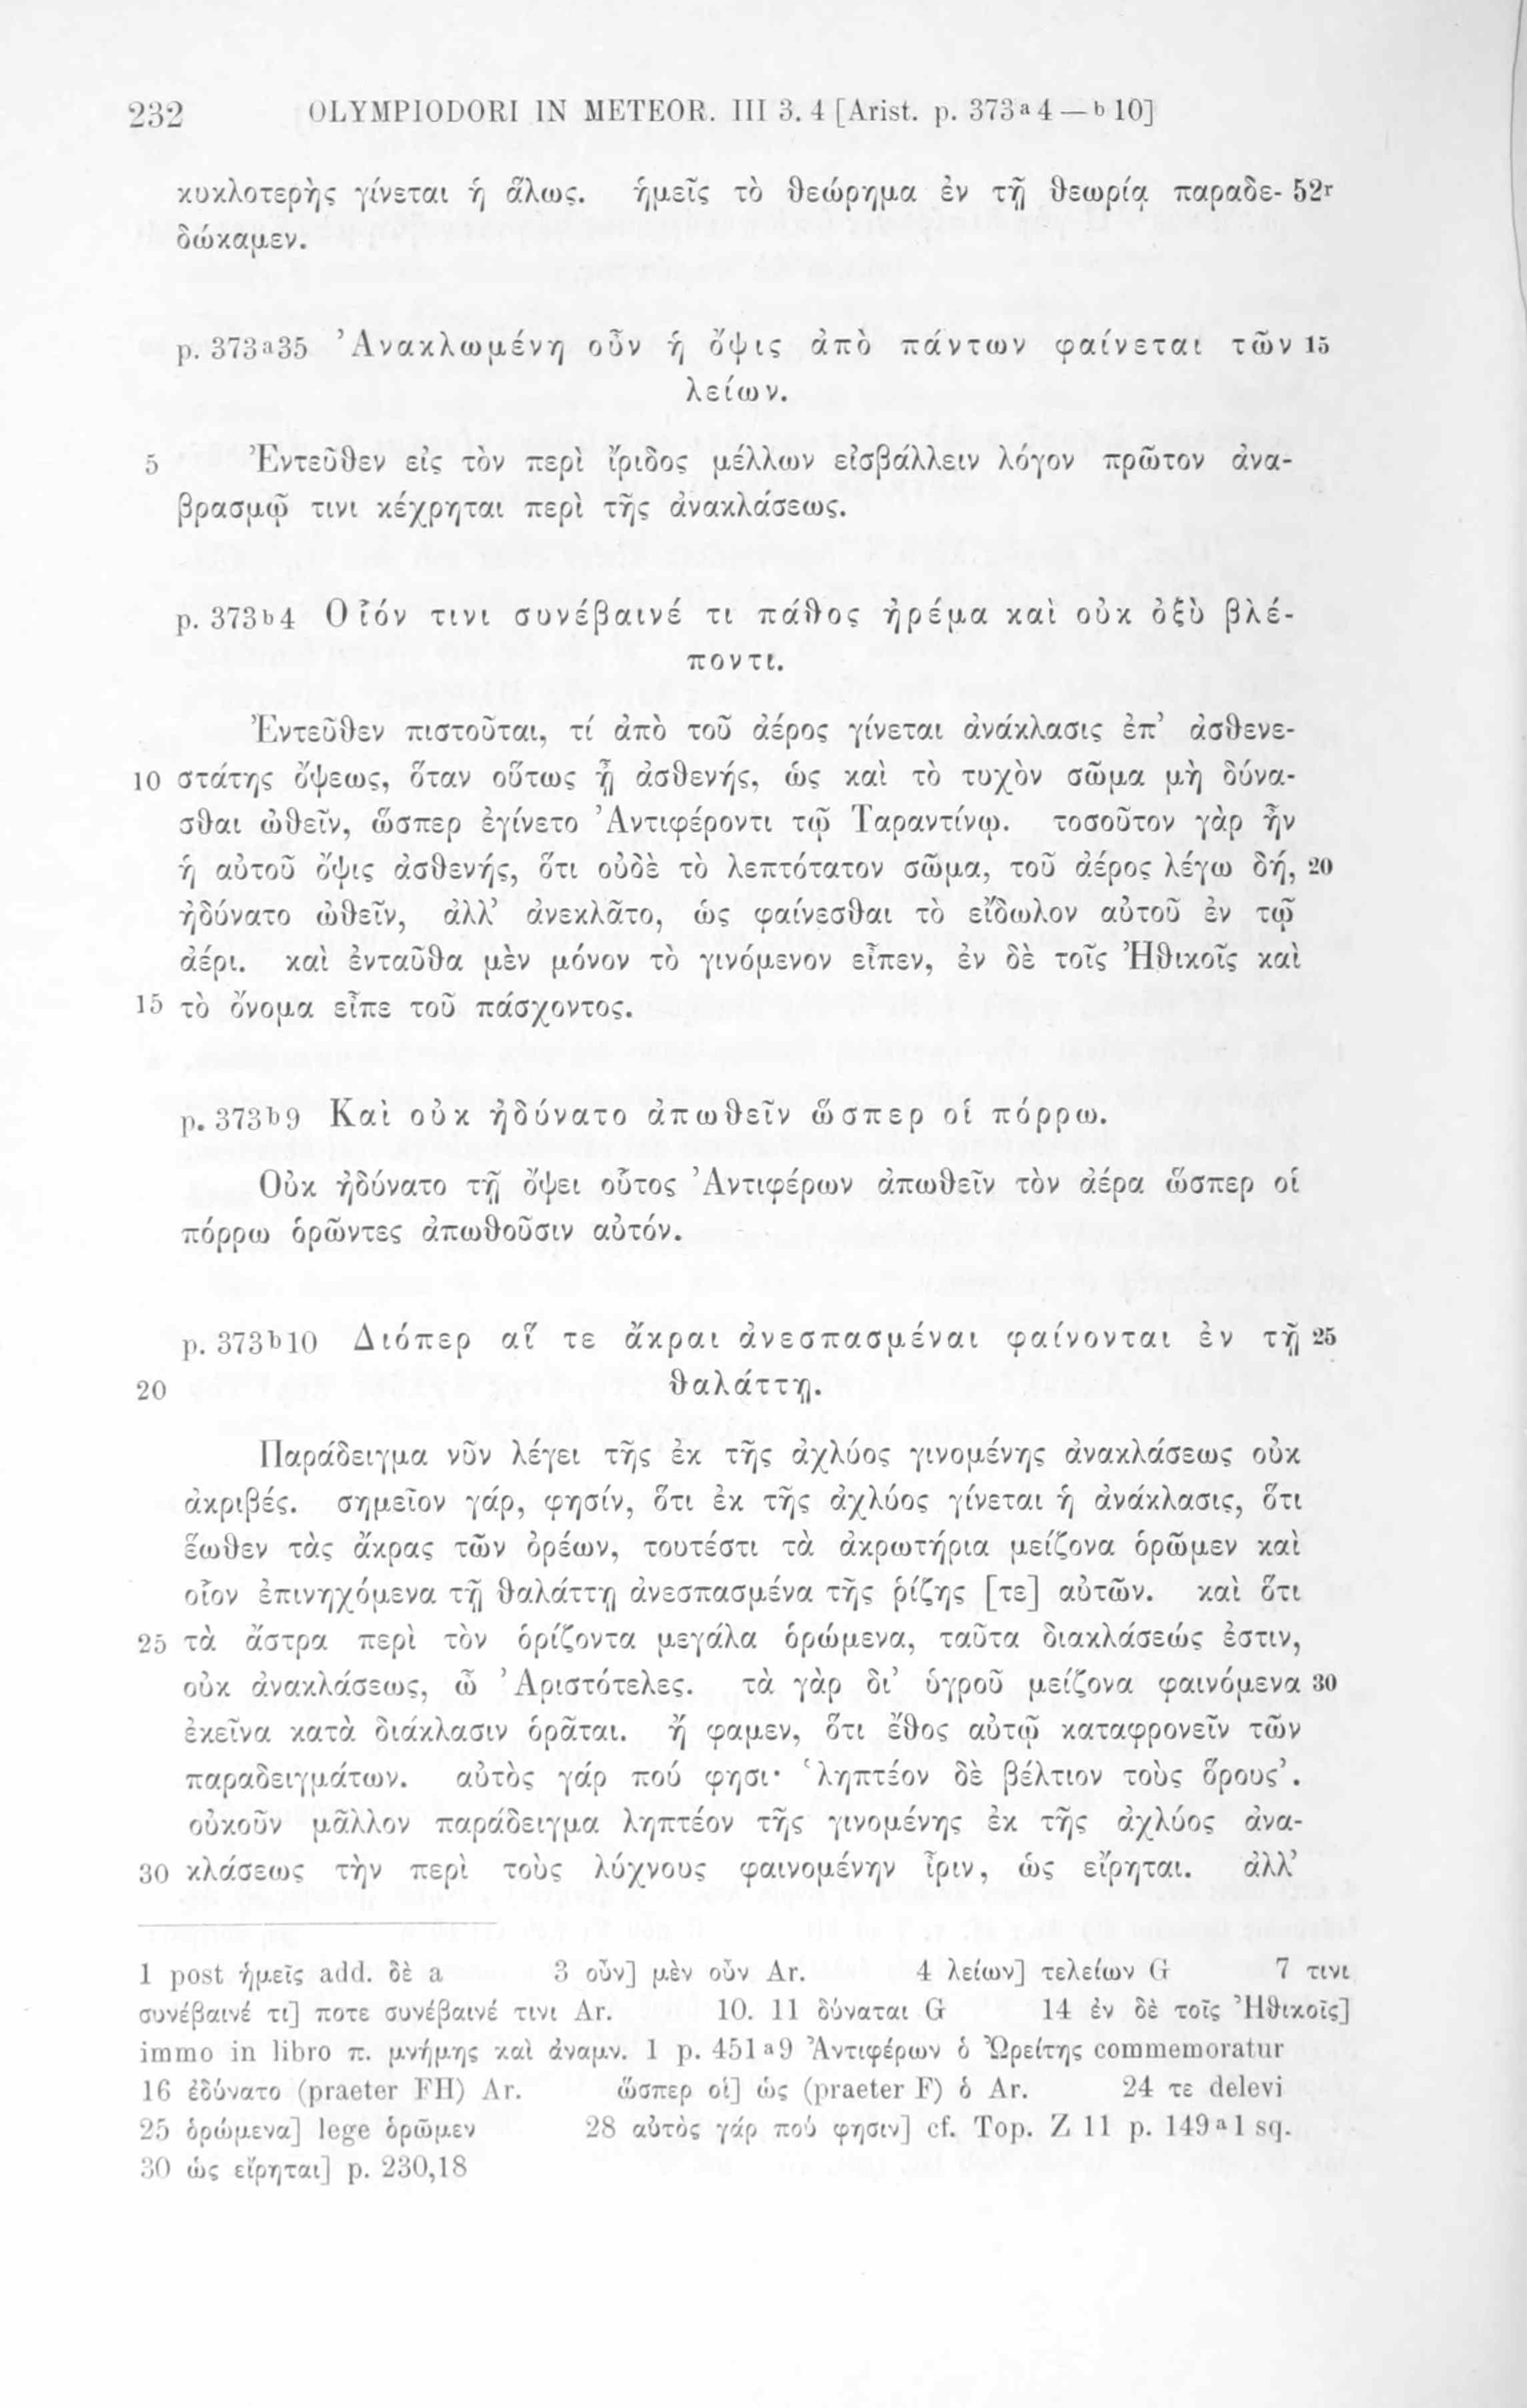 232 OLYMPIODORI IN METEOR. III 3. 4 [Arist. p. 373a4 — b10]
κυκλοτερὴς γίνεται ἡ ἅλως. ἡμεῖς τὸ θεώρημα ἐν τῇ θεωρίᾳ παραδε- 52r
δώκαμεν.
p. 373a35 Ἀνακλωμένη οὖν ἡ ὄψις ἀπὸ πάντων φαίνεται τῶν 15
λείων.
5 Ἐντεῦθεν εἰς τὸν περὶ ἴριδος μέλλων εἰσβάλλειν λόγον πρῶτον ἀνα-
βρασμῷ τινι κέχρηται περὶ τῆς ἀνακλάσεως.
p. 373b4 Οἷόν τινι συνέβαινέ τι πάθος ἠρέμα καὶ οὐκ ὀξὺ βλέ-
ποντι.
Ἐντεῦθεν πιστοῦται, τί ἀπὸ τοῦ ἀέρος γίνεται ἀνάκλασις ἐπ’ ἀσθενε-
10 στάτης ὄψεως, ὅταν οὕτως ᾖ ἀσθενής, ὡς καὶ τὸ τυχὸν σῶμα μὴ δύνα-
σθαι ὠθεῖν, ὥσπερ ἐγίνετο Ἀντιφέροντι τῷ Ταραντίνῳ. τοσοῦτον γὰρ ἦν
ἡ αὐτοῦ ὄψις ἀσθενής, ὅτι οὐδὲ τὸ λεπτότατον σῶμα, τοῦ ἀέρος λέγω δή, 20
ἠδύνατο ὠθεῖν, ἀλλ’ ἀνεκλᾶτο, ὡς φαίνεσθαι τὸ εἴδωλον αὐτοῦ ἐν τῷ
ἀέρι. καὶ ἐνταῦθα μὲν μόνον τὸ γινόμενον εἶπεν, ἐν δὲ τοῖς Ἠθικοῖς καὶ
15 τὸ ὄνομα εἶπε τοῦ πάσχοντος.
p. 373b9 Καὶ οὐκ ἠδύνατο ἀπωθεῖν ὥσπερ οἱ πόρρω.
Οὐκ ἠδύνατο τῇ ὄψει οὗτος Ἀντιφέρων ἀπωθεῖν τὸν ἀέρα ὥσπερ οἱ
πόρρω ὁρῶντες ἀπωθοῦσιν αὐτόν.
p. 373b10 Διόπερ αἵ τε ἄκραι ἀνεσπασμέναι φαίνονται ἐν τῇ 25
20 θαλάττῃ.
Παράδειγμα νῦν λέγει τῆς ἐκ τῆς ἀχλύος γινομένης ἀνακλάσεως οὐκ
ἀκριβές. σημεῖον γάρ, φησίν, ὅτι ἐκ τῆς ἀχλύος γίνεται ἡ ἀνάκλασις, ὅτι
ἕωθεν τὰς ἄκρας τῶν ὀρέων, τουτέστι τὰ ἀκρωτήρια μείζονα ὁρῶμεν καὶ
οἷον ἐπινηχόμενα τῇ θαλάττῃ ἀνεσπασμένα τῆς ῥίζης [τε] αὐτῶν. καὶ ὅτι
25 τὰ ἄστρα περὶ τὸν ὁρίζοντα μεγάλα ὁρώμενα, ταῦτα διακλάσεώς ἐστιν,
οὐκ ἀνακλάσεως, ὦ Ἀριστότελες. τὰ γὰρ δι’ ὑγροῦ μείζονα φαινόμενα 30
ἐκεῖνα κατὰ διάκλασιν ὁρᾶται. ἤ φαμεν, ὅτι ἔθος αὐτῷ καταφρονεῖν τῶν
παραδειγμάτων. αὐτὸς γάρ πού φησι· ‘ληπτέον δὲ βέλτιον τοὺς ὅρους’.
οὐκοῦν μᾶλλον παράδειγμα ληπτέον τῆς γινομένης ἐκ τῆς ἀχλύος ἀνα-
30 κλάσεως τὴν περὶ τοὺς λύχνους φαινομένην ἶριν, ὡς εἴρηται. ἀλλ’
1 post ἡμεῖς add. δὲ a 3 οὖν] μὲν οὖν Ar. 4 λείων] τελείων G 7 τινι
συνέβαινέ τι] ποτε συνέβαινέ τινι Ar. 10. 11 δύναται G 14 ἐν δὲ τοῖς Ἠθικοῖς]
immo in libro π. μνήμης καὶ ἀναμν. 1 p. 451a9 Ἀντιφέρων ὁ Ὠρείτης commemoratur
16 ἐδύνατο (praeter FH) Ar. ὥσπερ οἱ] ὡς (praeter F) ὁ Ar. 24 τε delevi
25 ὁρώμενα] lege ὁρῶμεν 28 αὐτὸς γάρ πού φησιν] cf. Top. Z 11 p. 149a1 sq.
30 ὡς εἴρηται] p. 230,18